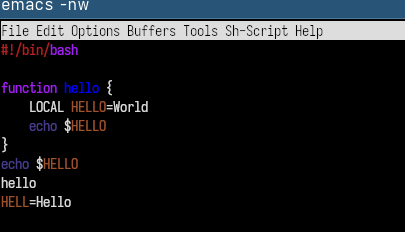 emacs -nw
File Edit Options Buffers Tools Sh-Script Help
#!/bin/bash
function hello {
    LOCAL HELLO=World
    echo $HELLO
}
echo $HELLO
hello
HELL=Hello